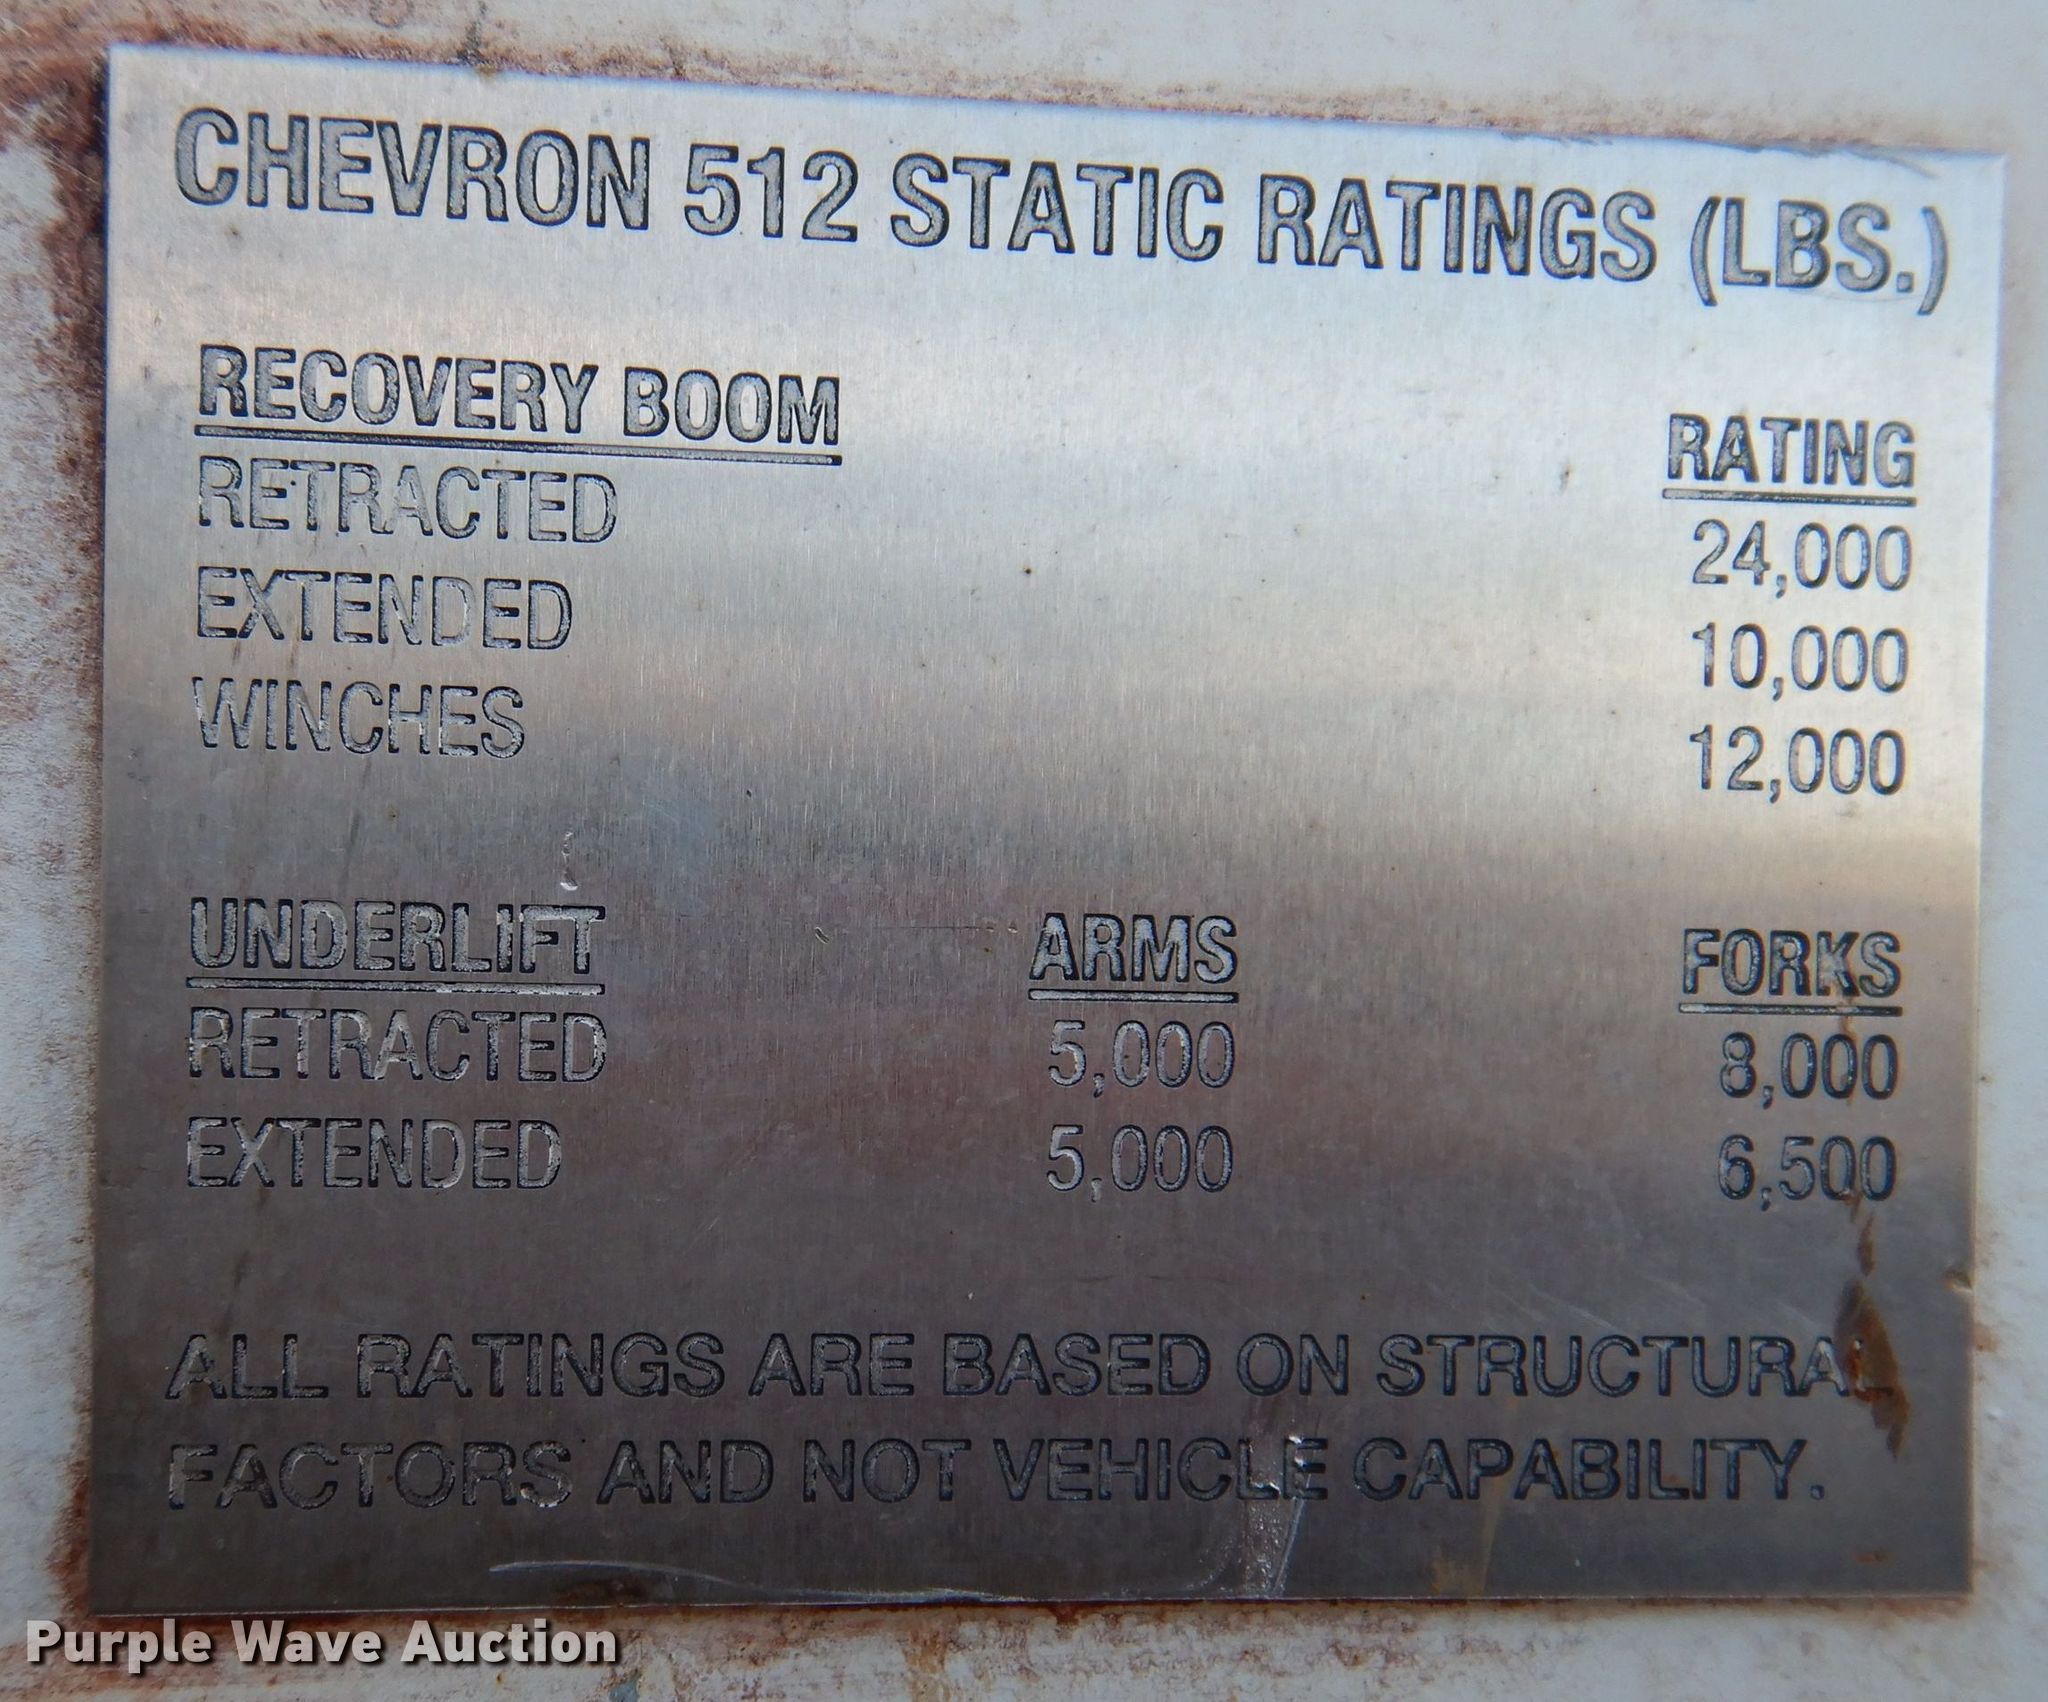 CHEVRON 512 STATIC RATINGS (LBS.)
RECOVERY BOOM RATING
RETRACTED 24,000
EXTENDED 10,000
WINCHES 12,000
UNDERLIFT ARMS FORKS
RETRACTED 5,000 8,000
EXTENDED 5,000 6,500
ALL RATINGS ARE BASED ON STRUCTURAL
FACTORS AND NOT VEHICLE CAPABILITY.
Purple Wave Auction